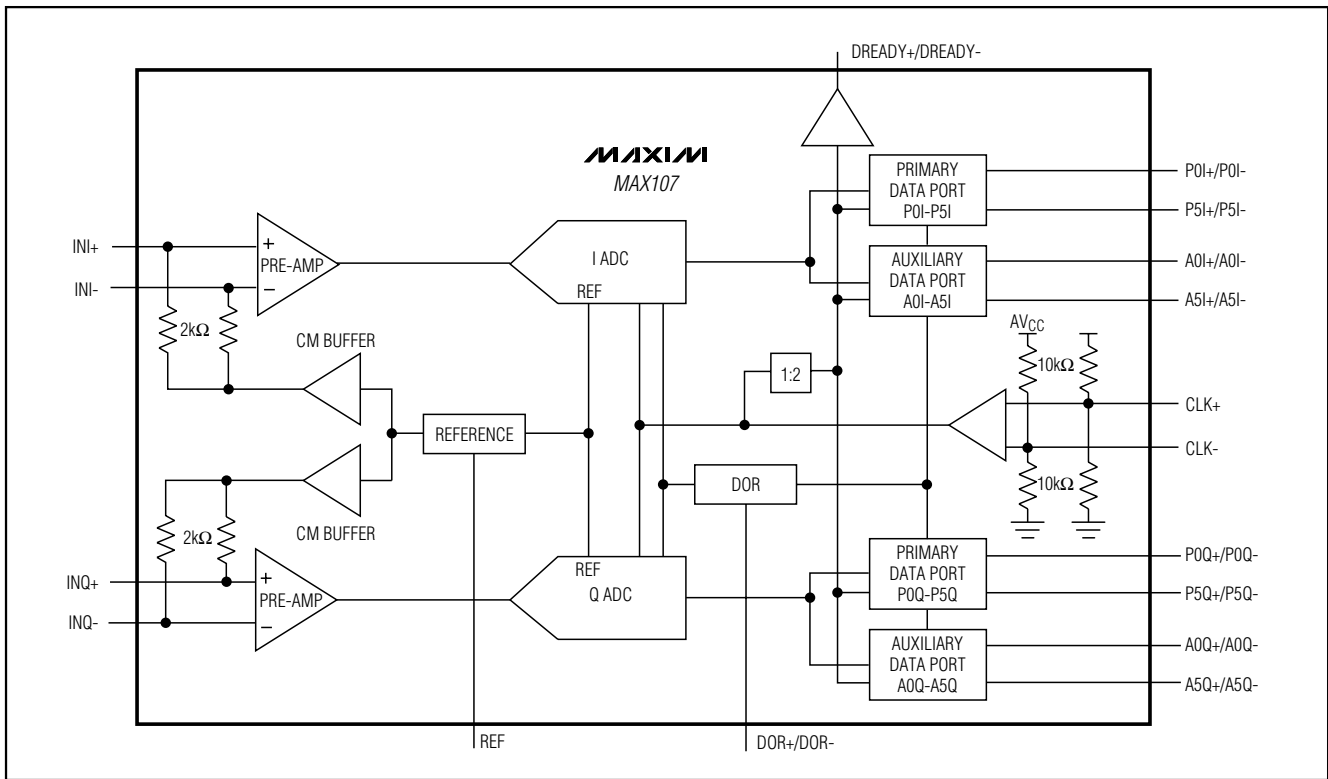 DREADY+/DREADY-
MAXIM
MAX107
PRIMARY
DATA PORT
P0I-P5I
P0I+/P0I-
P5I+/P5I-
INI+
INI-
+
PRE-AMP
−
I ADC
REF
AUXILIARY
DATA PORT
A0I-A5I
A0I+/A0I-
A5I+/A5I-
2kΩ
CM BUFFER
1:2
AVCC
10kΩ
CLK+
CLK-
REFERENCE
DOR
10kΩ
2kΩ
CM BUFFER
INQ+
INQ-
+
PRE-AMP
−
REF
Q ADC
PRIMARY
DATA PORT
P0Q-P5Q
P0Q+/P0Q-
P5Q+/P5Q-
AUXILIARY
DATA PORT
A0Q-A5Q
A0Q+/A0Q-
A5Q+/A5Q-
REF
DOR+/DOR-